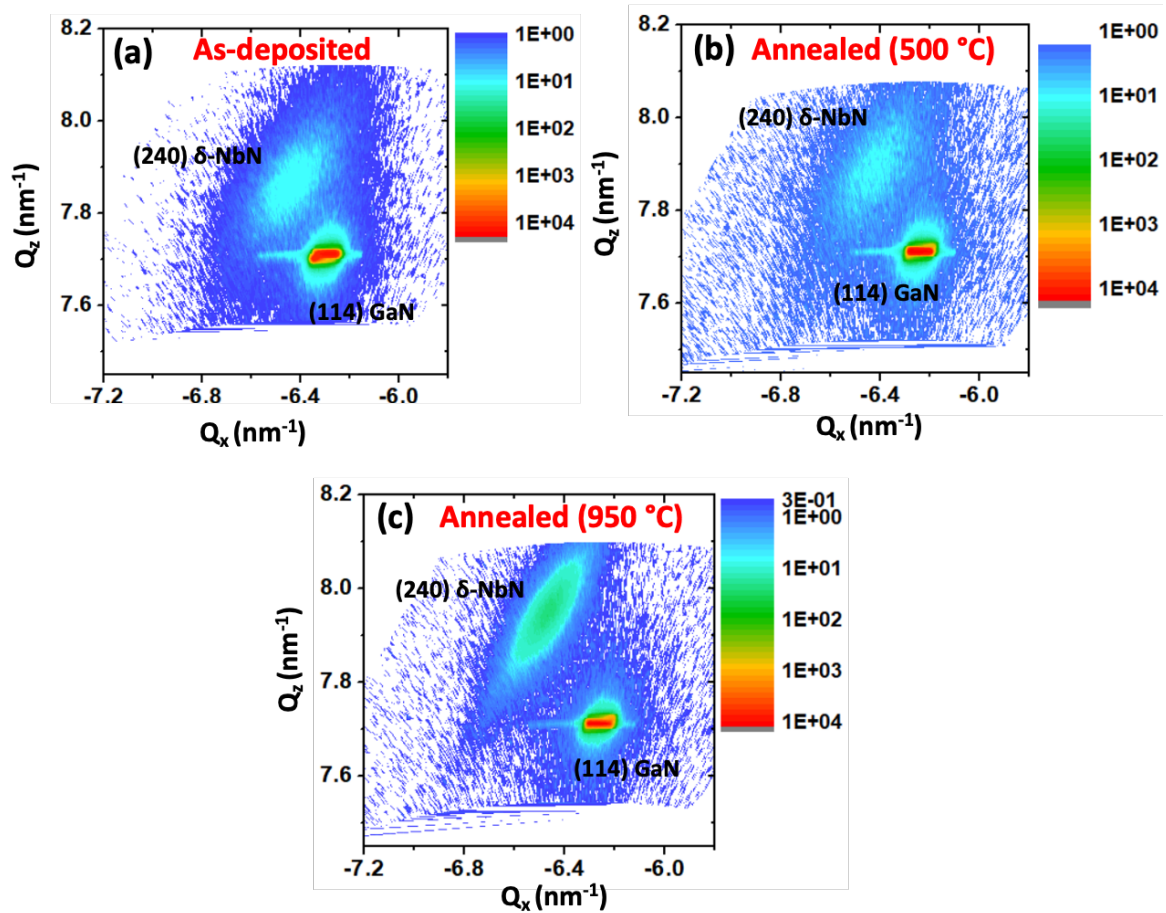 (a) As-deposited
(240) δ-NbN
(114) GaN
8.2
8.0
7.8
7.6
Qz (nm-1)
-7.2 -6.8 -6.4 -6.0
Qx (nm-1)
1E+00
1E+01
1E+02
1E+03
1E+04
(b) Annealed (500 °C)
(240) δ-NbN
(114) GaN
8.2
8.0
7.8
7.6
Qz (nm-1)
-7.2 -6.8 -6.4 -6.0
Qx (nm-1)
1E+00
1E+01
1E+02
1E+03
1E+04
(c) Annealed (950 °C)
(240) δ-NbN
(114) GaN
8.2
8.0
7.8
7.6
Qz (nm-1)
-7.2 -6.8 -6.4 -6.0
Qx (nm-1)
3E-01
1E+00
1E+01
1E+02
1E+03
1E+04